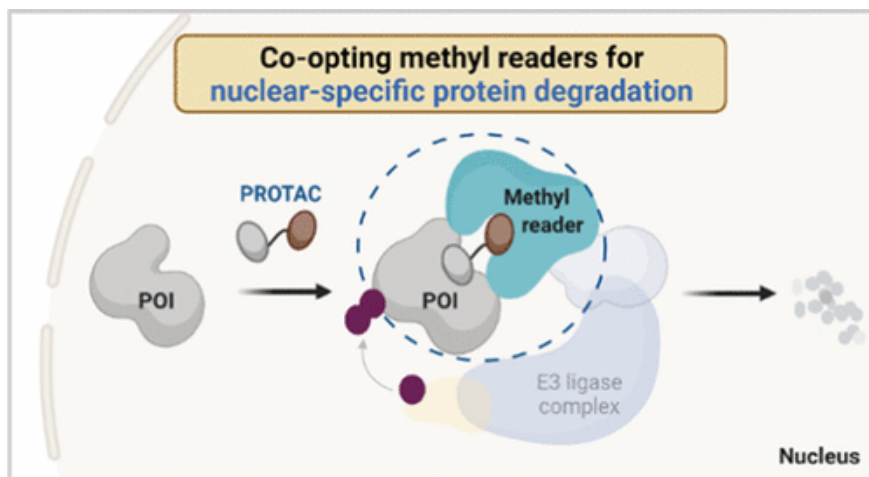 Co-opting methyl readers for
nuclear-specific protein degradation
PROTAC
Methyl
reader
POI
POI
E3 ligase
complex
Nucleus